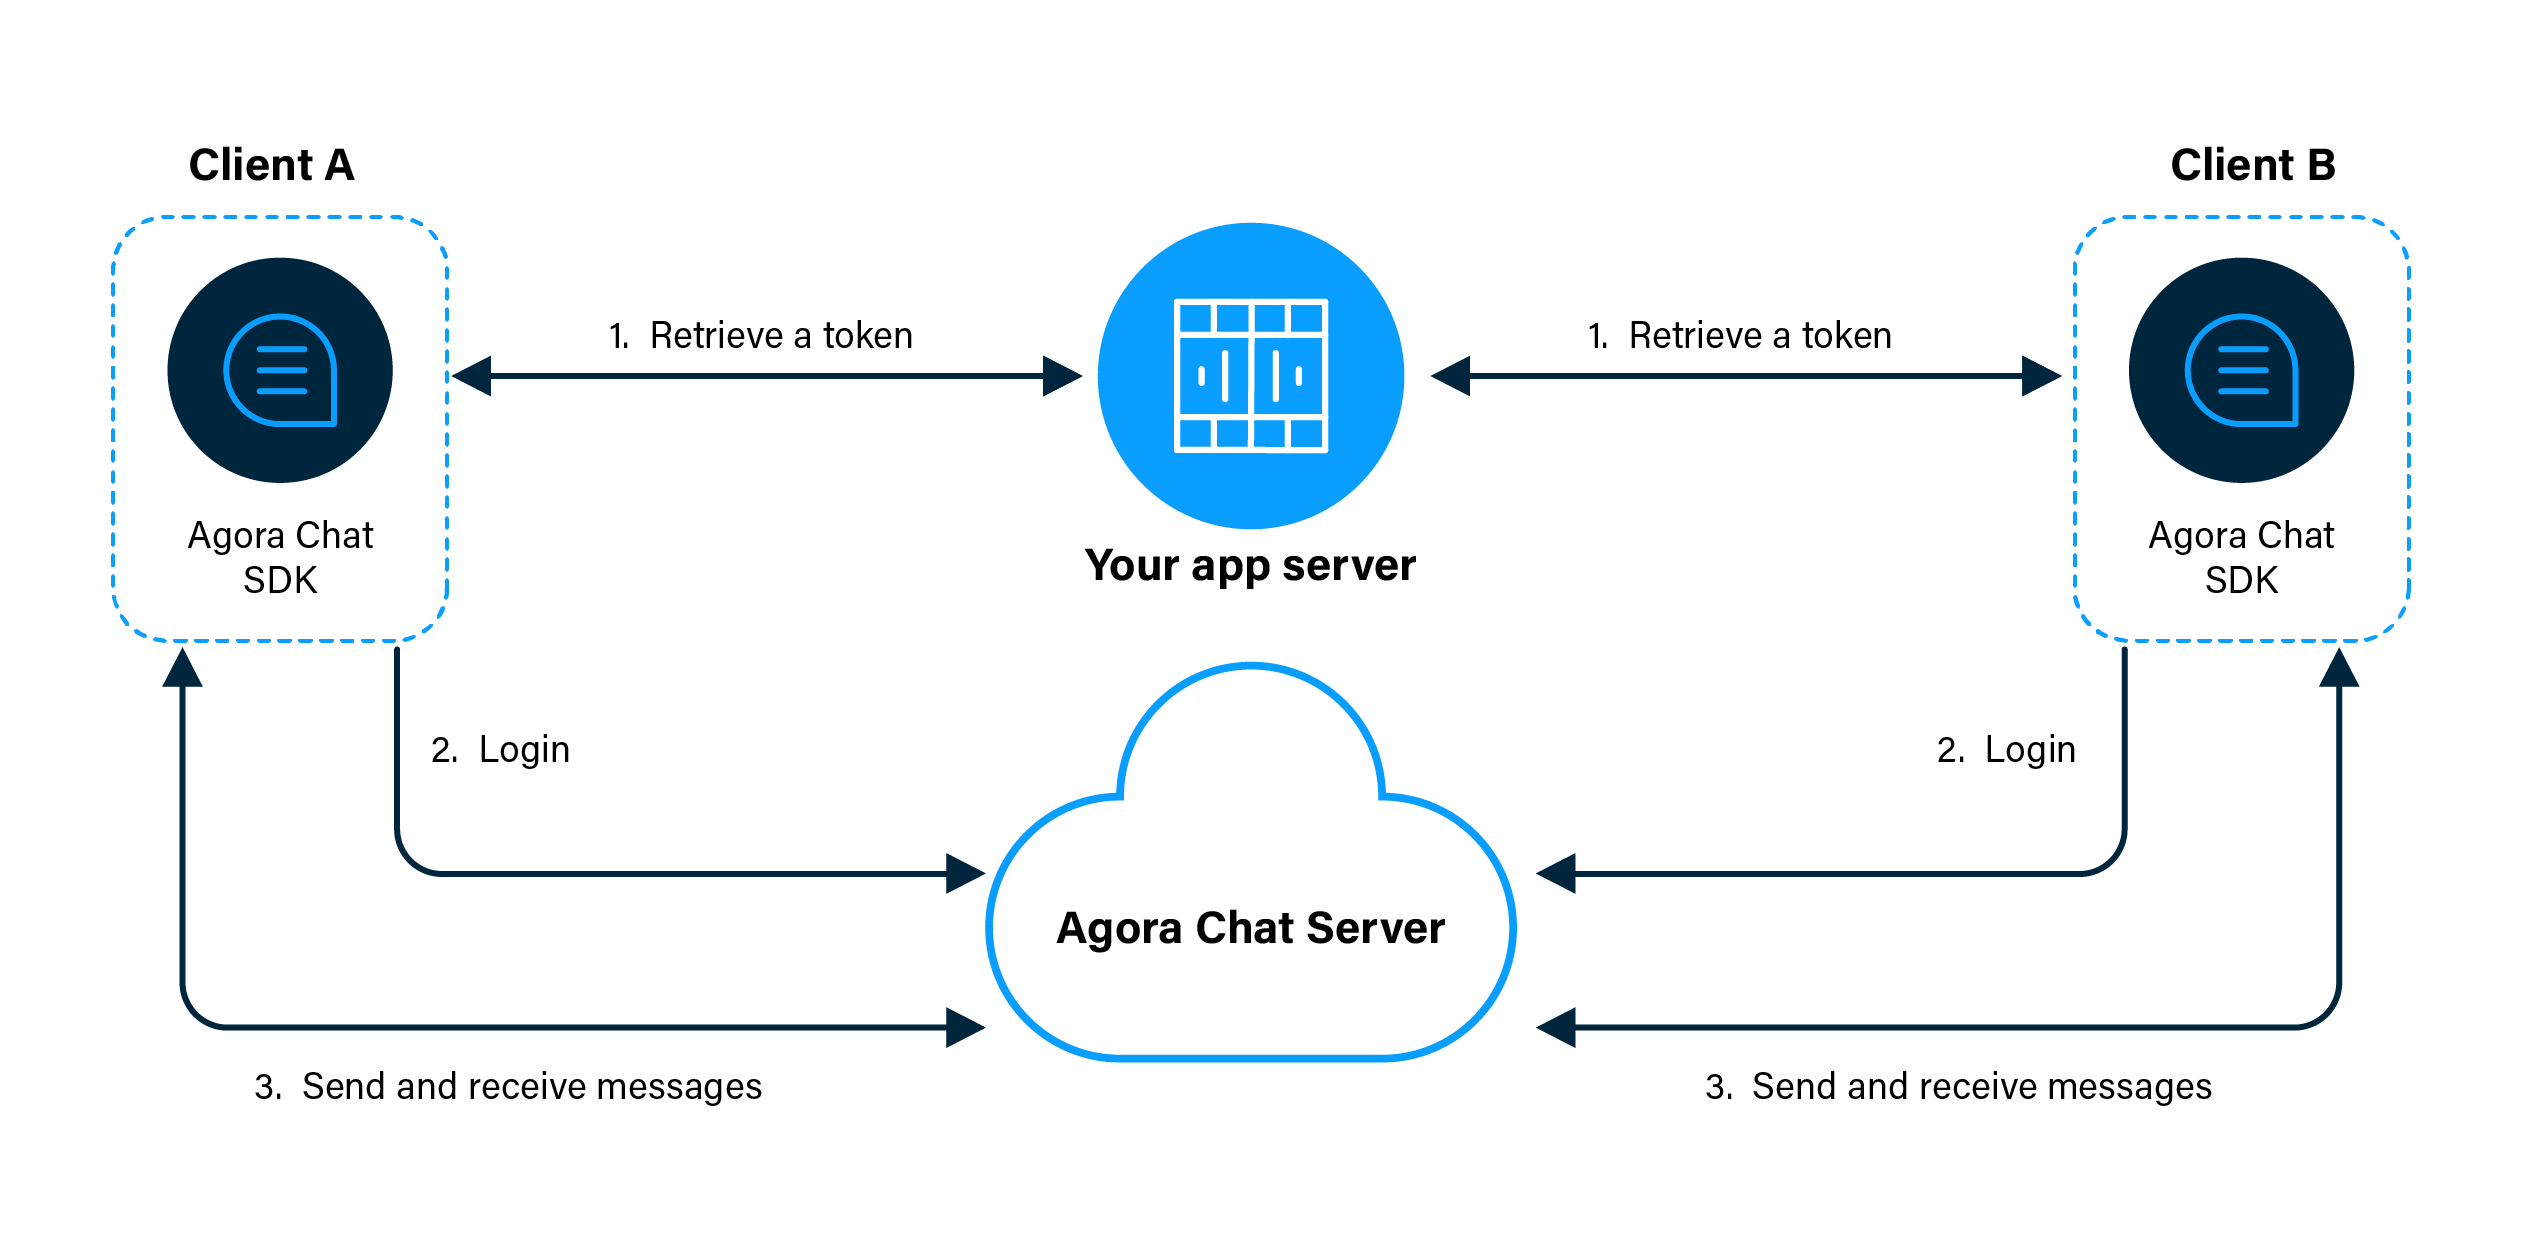 Client A
Client B
1. Retrieve a token
1. Retrieve a token
Agora Chat
SDK
Your app server
Agora Chat
SDK
2. Login
2. Login
Agora Chat Server
3. Send and receive messages
3. Send and receive messages